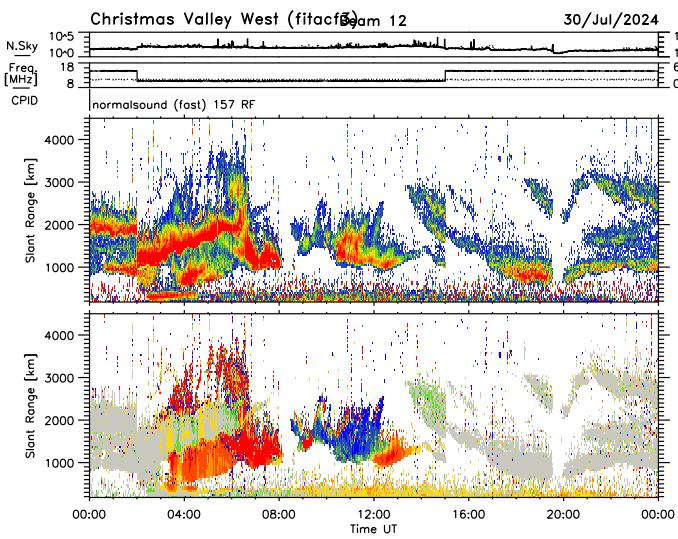 Christmas Valley West (fitacf3) Beam 12 30/Jul/2024
N.Sky 10^5 10^0
Freq. [MHz] 18 8
CPID
normalsound (fast) 157 RF
Slant Range [km] 4000 3000 2000 1000
Slant Range [km] 4000 3000 2000 1000
00:00 04:00 08:00 12:00 16:00 20:00 00:00
Time UT